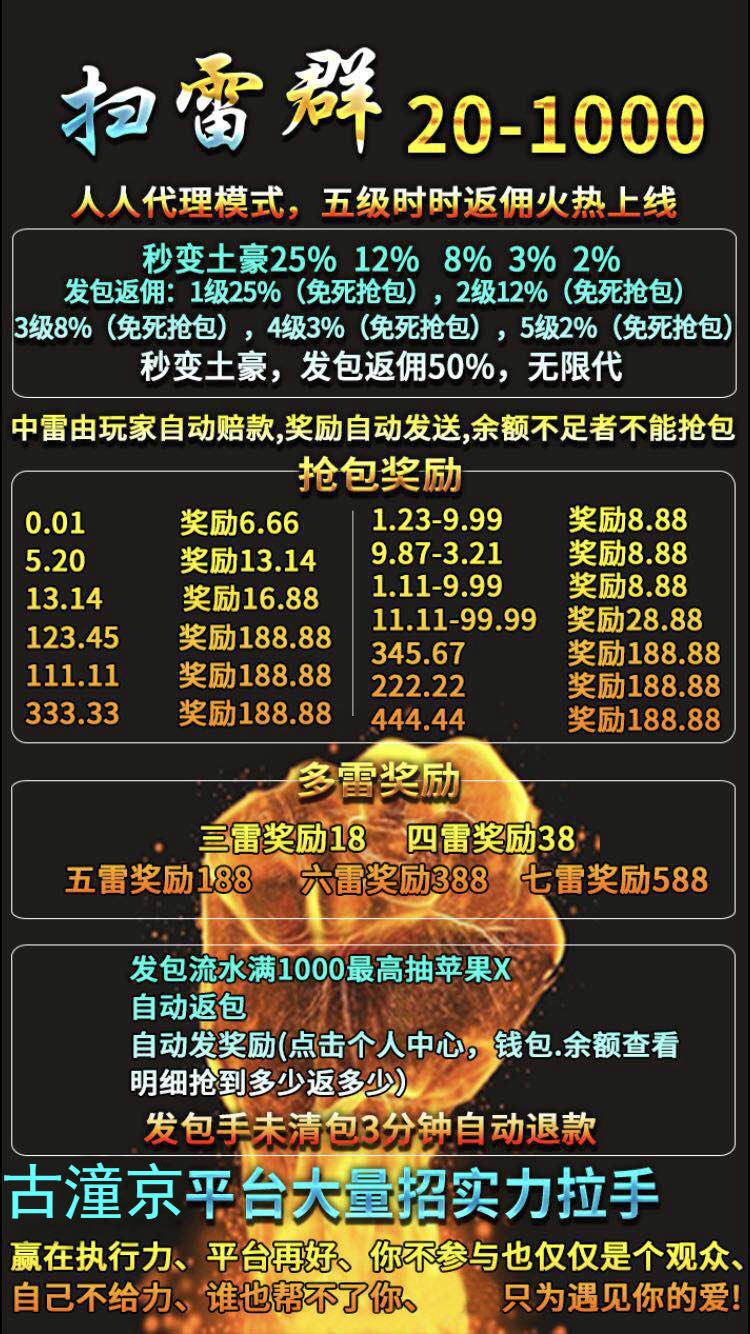 扫雷群 20-1000
人人代理模式，五级时时返佣火热上线
秒变土豪25% 12% 8% 3% 2%
发包返佣：1级25%（免死抢包），2级12%（免死抢包）
3级8%（免死抢包），4级3%（免死抢包），5级2%（免死抢包）
秒变土豪，发包返佣50%，无限代
中雷由玩家自动赔款,奖励自动发送,余额不足者不能抢包
抢包奖励
0.01 奖励6.66
5.20 奖励13.14
13.14 奖励16.88
123.45 奖励188.88
111.11 奖励188.88
333.33 奖励188.88
1.23-9.99 奖励8.88
9.87-3.21 奖励8.88
1.11-9.99 奖励8.88
11.11-99.99 奖励28.88
345.67 奖励188.88
222.22 奖励188.88
444.44 奖励188.88
多雷奖励
三雷奖励18 四雷奖励38
五雷奖励188 六雷奖励388 七雷奖励588
发包流水满1000最高抽苹果X
自动返包
自动发奖励(点击个人中心，钱包.余额查看
明细抢到多少返多少）
发包手未清包3分钟自动退款
古潼京平台大量招实力拉手
赢在执行力、平台再好、你不参与也仅仅是个观众、
自己不给力、谁也帮不了你、 只为遇见你的爱!